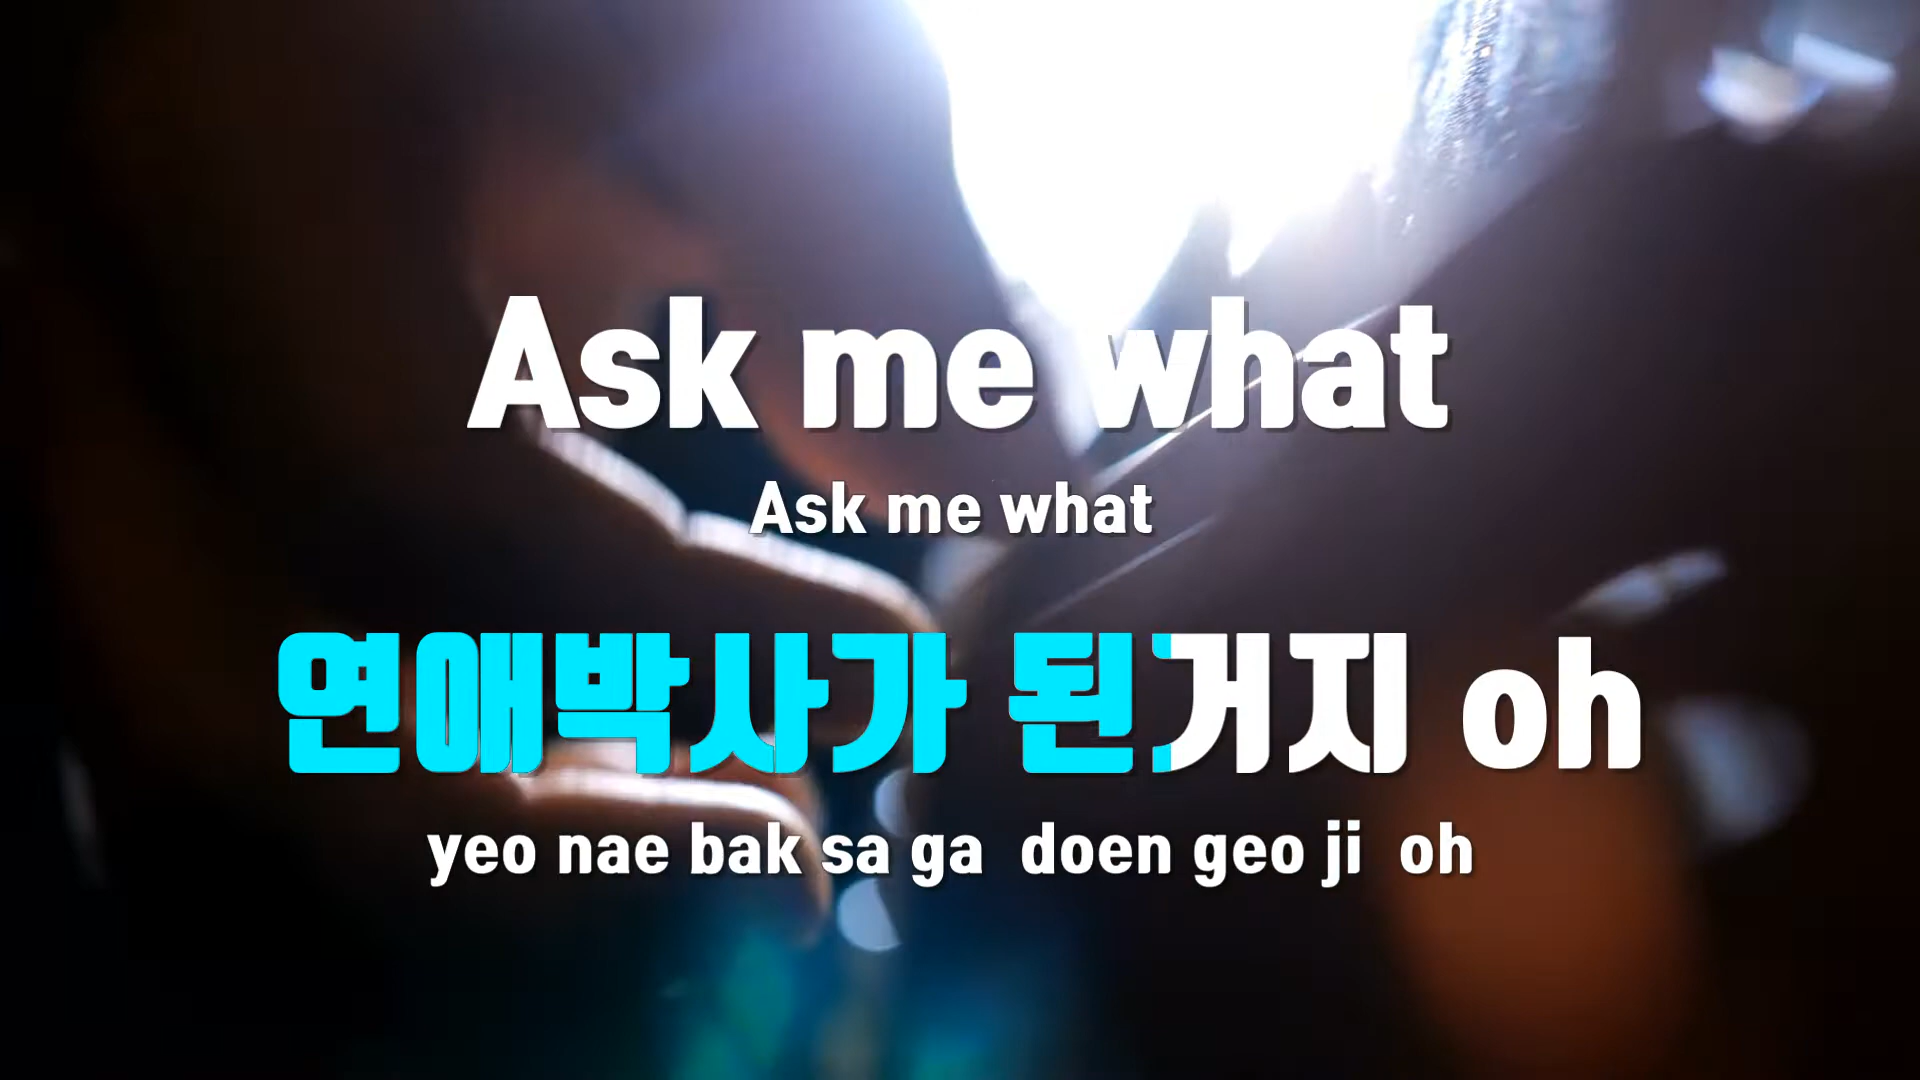 Ask me what
Ask me what
연애박사가 된거지 oh
yeo nae bak sa ga doen geo ji oh